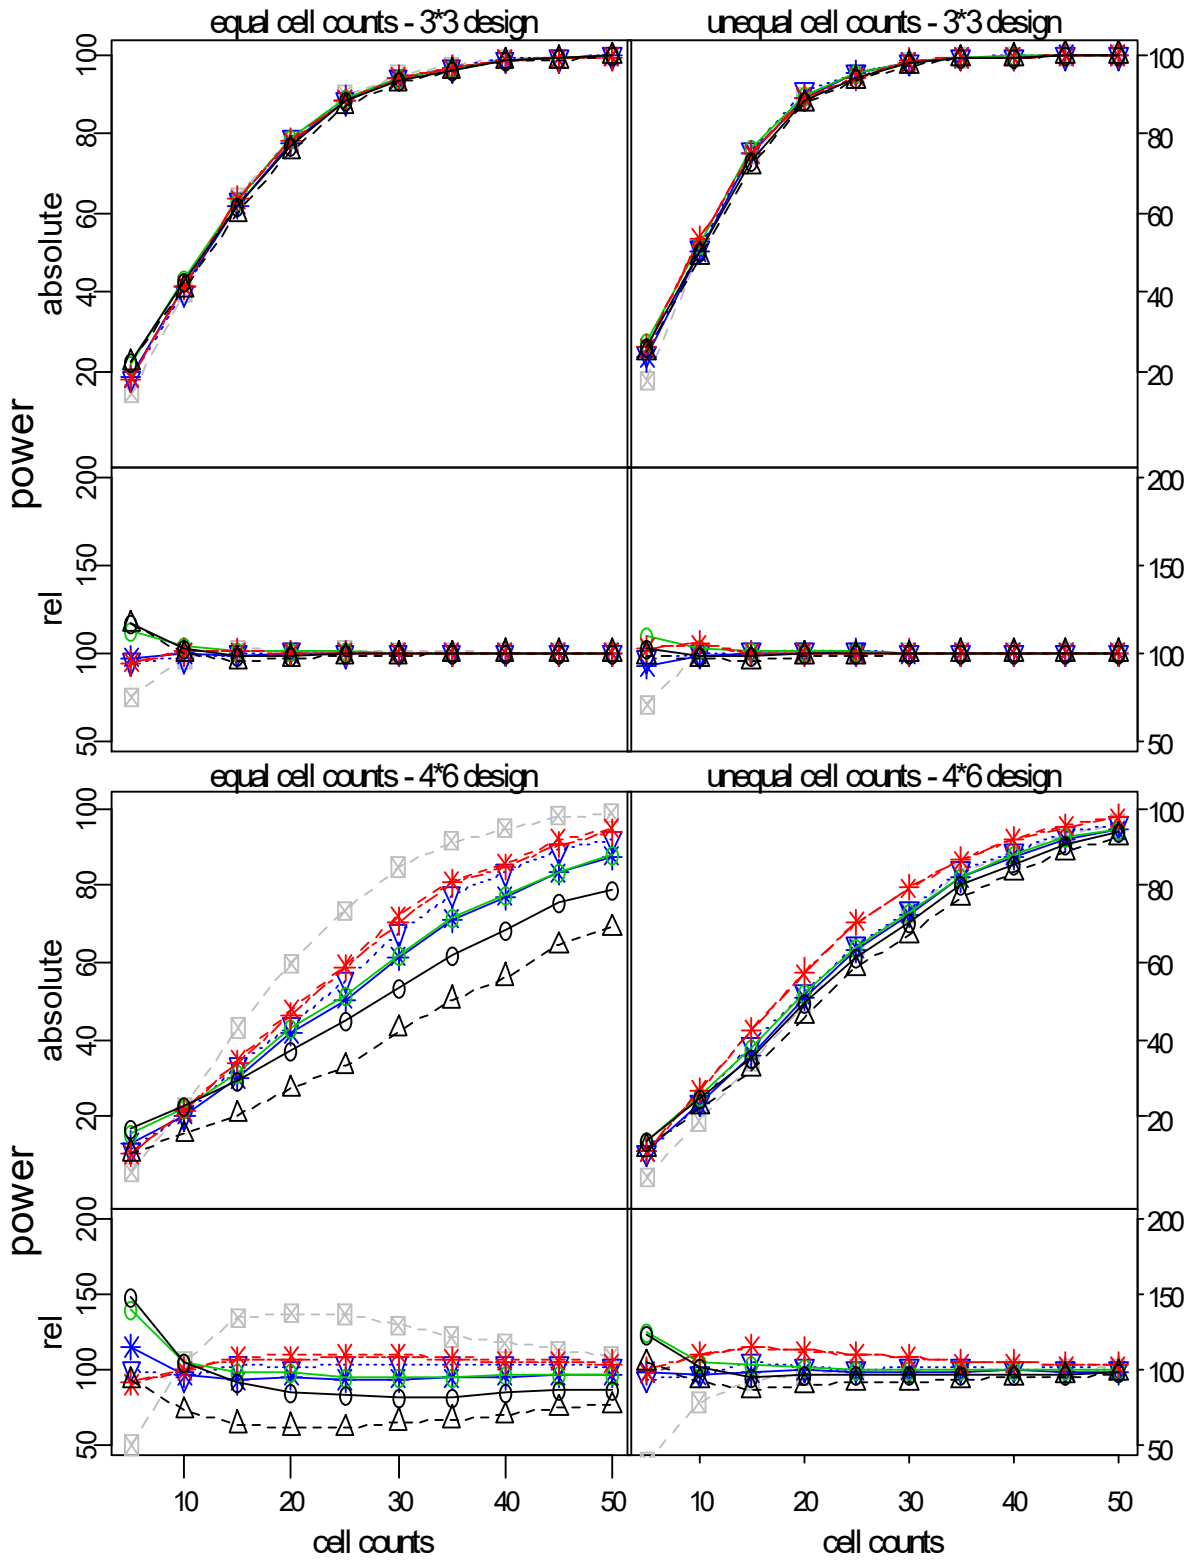 equal cell counts - 3*3 design
unequal cell counts - 3*3 design
power
absolute
20 40 60 80 100
20 40 60 80 100
rel
50 100 150 200
50 100 150 200
equal cell counts - 4*6 design
unequal cell counts - 4*6 design
power
absolute
20 40 60 80 100
20 40 60 80 100
rel
50 100 150 200
50 100 150 200
10 20 30 40 50
10 20 30 40 50
cell counts
cell counts